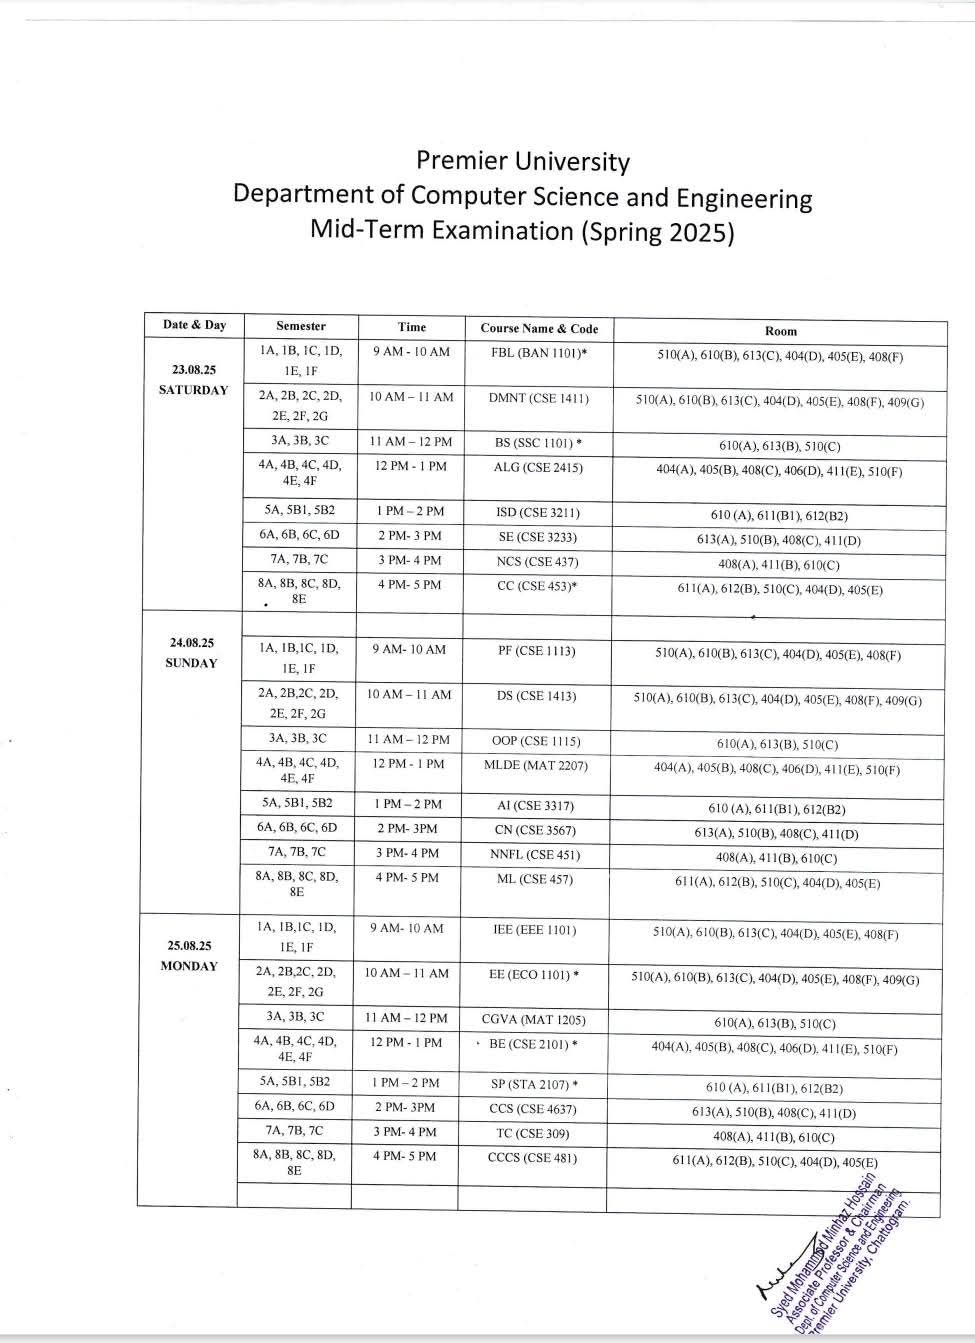 Premier University
Department of Computer Science and Engineering
Mid-Term Examination (Spring 2025)
Date & Day Semester Time Course Name & Code Room
23.08.25
SATURDAY
1A, 1B, 1C, 1D,
1E, 1F
9 AM - 10 AM FBL (BAN 1101)* 510(A), 610(B), 613(C), 404(D), 405(E), 408(F)
2A, 2B, 2C, 2D,
2E, 2F, 2G
10 AM – 11 AM DMNT (CSE 1411) 510(A), 610(B), 613(C), 404(D), 405(E), 408(F), 409(G)
3A, 3B, 3C 11 AM – 12 PM BS (SSC 1101) * 610(A), 613(B), 510(C)
4A, 4B, 4C, 4D,
4E, 4F
12 PM - 1 PM ALG (CSE 2415) 404(A), 405(B), 408(C), 406(D), 411(E), 510(F)
5A, 5B1, 5B2 1 PM – 2 PM ISD (CSE 3211) 610 (A), 611(B1), 612(B2)
6A, 6B, 6C, 6D 2 PM- 3 PM SE (CSE 3233) 613(A), 510(B), 408(C), 411(D)
7A, 7B, 7C 3 PM- 4 PM NCS (CSE 437) 408(A), 411(B), 610(C)
8A, 8B, 8C, 8D,
8E
4 PM- 5 PM CC (CSE 453)* 611(A), 612(B), 510(C), 404(D), 405(E)
24.08.25
SUNDAY
1A, 1B,1C, 1D,
1E, 1F
9 AM- 10 AM PF (CSE 1113) 510(A), 610(B), 613(C), 404(D), 405(E), 408(F)
2A, 2B,2C, 2D,
2E, 2F, 2G
10 AM – 11 AM DS (CSE 1413) 510(A), 610(B), 613(C), 404(D), 405(E), 408(F), 409(G)
3A, 3B, 3C 11 AM – 12 PM OOP (CSE 1115) 610(A), 613(B), 510(C)
4A, 4B, 4C, 4D,
4E, 4F
12 PM - 1 PM MLDE (MAT 2207) 404(A), 405(B), 408(C), 406(D), 411(E), 510(F)
5A, 5B1, 5B2 1 PM – 2 PM AI (CSE 3317) 610 (A), 611(B1), 612(B2)
6A, 6B, 6C, 6D 2 PM- 3PM CN (CSE 3567) 613(A), 510(B), 408(C), 411(D)
7A, 7B, 7C 3 PM- 4 PM NNFL (CSE 451) 408(A), 411(B), 610(C)
8A, 8B, 8C, 8D,
8E
4 PM- 5 PM ML (CSE 457) 611(A), 612(B), 510(C), 404(D), 405(E)
25.08.25
MONDAY
1A, 1B,1C, 1D,
1E, 1F
9 AM- 10 AM IEE (EEE 1101) 510(A), 610(B), 613(C), 404(D), 405(E), 408(F)
2A, 2B,2C, 2D,
2E, 2F, 2G
10 AM – 11 AM EE (ECO 1101) * 510(A), 610(B), 613(C), 404(D), 405(E), 408(F), 409(G)
3A, 3B, 3C 11 AM – 12 PM CGVA (MAT 1205) 610(A), 613(B), 510(C)
4A, 4B, 4C, 4D,
4E, 4F
12 PM - 1 PM BE (CSE 2101) * 404(A), 405(B), 408(C), 406(D), 411(E), 510(F)
5A, 5B1, 5B2 1 PM – 2 PM SP (STA 2107) * 610 (A), 611(B1), 612(B2)
6A, 6B, 6C, 6D 2 PM- 3PM CCS (CSE 4637) 613(A), 510(B), 408(C), 411(D)
7A, 7B, 7C 3 PM- 4 PM TC (CSE 309) 408(A), 411(B), 610(C)
8A, 8B, 8C, 8D,
8E
4 PM- 5 PM CCCS (CSE 481) 611(A), 612(B), 510(C), 404(D), 405(E)
Syed Mohammod Minhaz Hossain
Associate Professor & Chairman
Dept. of Computer Science and Engineering
Premier University, Chattogram.